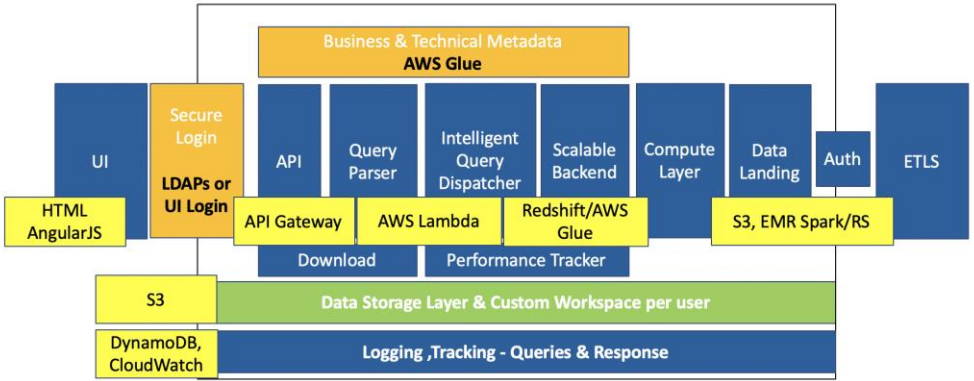 Business & Technical Metadata
AWS Glue
UI
Secure
Login
LDAPs or
UI Login
API
Query
Parser
Intelligent
Query
Dispatcher
Scalable
Backend
Compute
Layer
Data
Landing
Auth
ETLS
HTML
AngularJS
API Gateway
AWS Lambda
Redshift/AWS
Glue
S3, EMR Spark/RS
Download
Performance Tracker
S3
Data Storage Layer & Custom Workspace per user
DynamoDB,
CloudWatch
Logging ,Tracking - Queries & Response